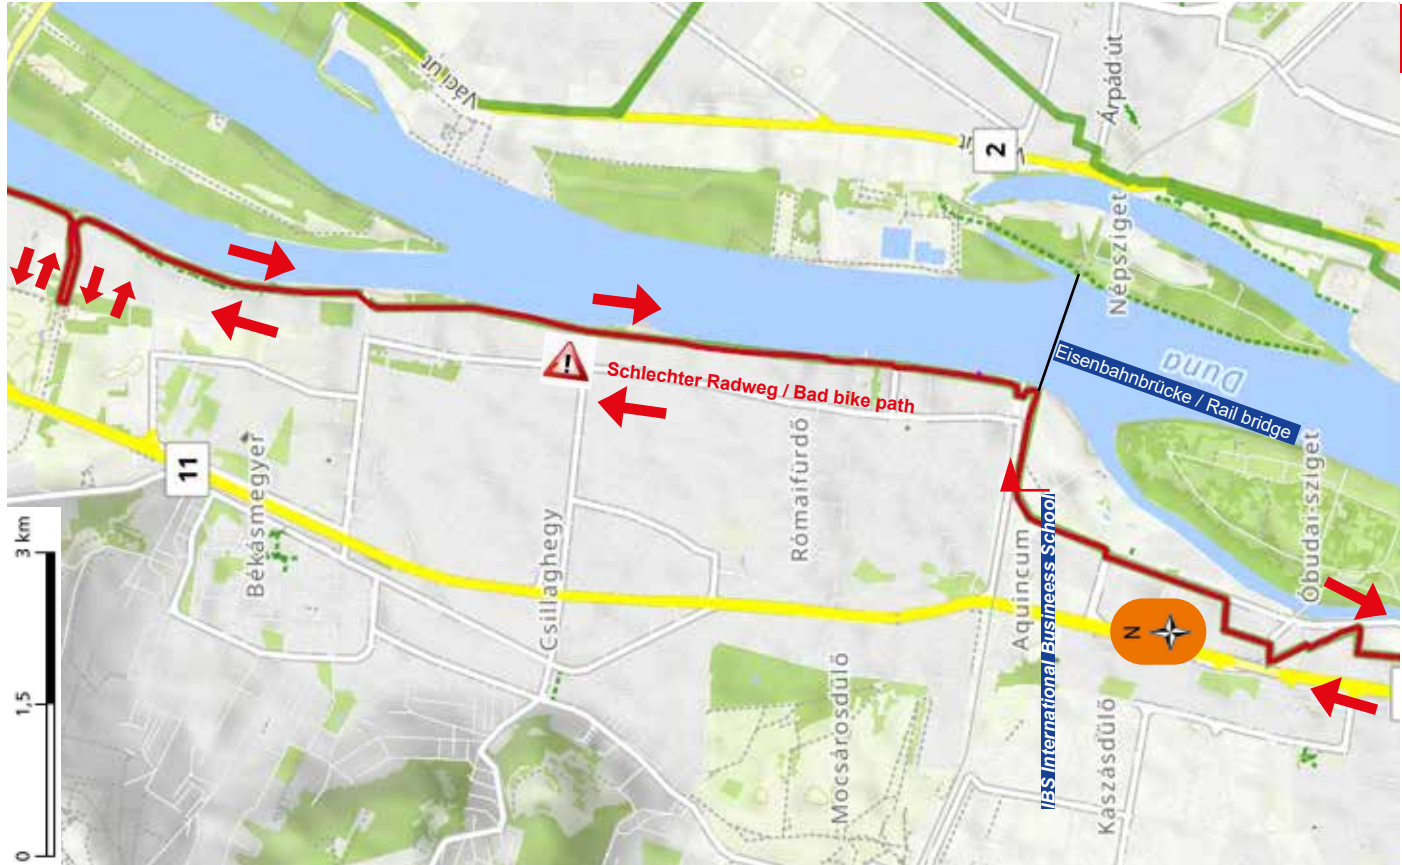 Váci út
2
Árpád út
Népsziget
Duna
Eisenbahnbrücke / Rail bridge
Schlechter Radweg / Bad bike path
11
Békásmegyer
Csillaghegy
Rómaifürdő
Aquincum
IBS International Busineess School
Óbudai-sziget
N
Mocsárosdűlő
Kaszásdűlő
3 km
1,5
0